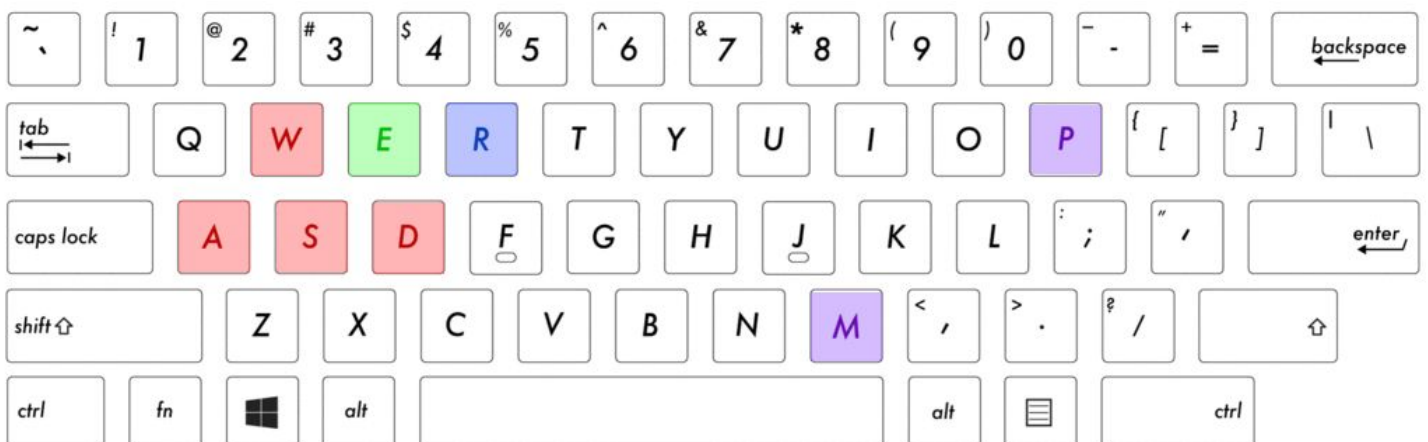 ~ ` ! 1 @ 2 # 3 $ 4 % 5 ^ 6 & 7 * 8 ( 9 ) 0 – - + = backspace
tab Q W E R T Y U I O P { [ } ] | \
caps lock A S D F G H J K L : ; " ' enter
shift Z X C V B N M < , > . ? /
ctrl fn alt alt ctrl